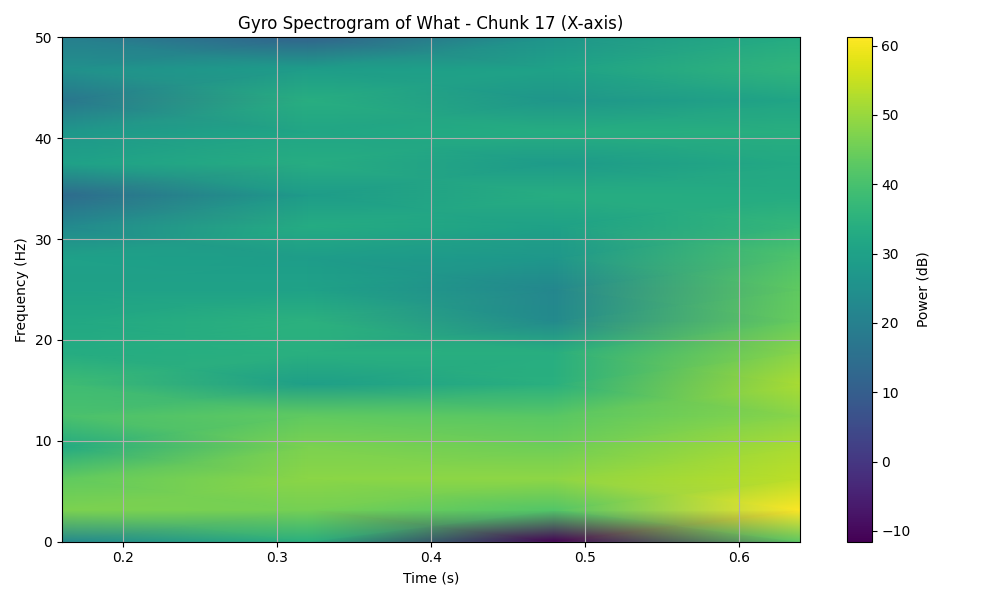 Gyro Spectrogram of What - Chunk 17 (X-axis)
50
40
30
20
10
0
Frequency (Hz)
0.2 0.3 0.4 0.5 0.6
Time (s)
60
50
40
30
20
10
0
−10
Power (dB)